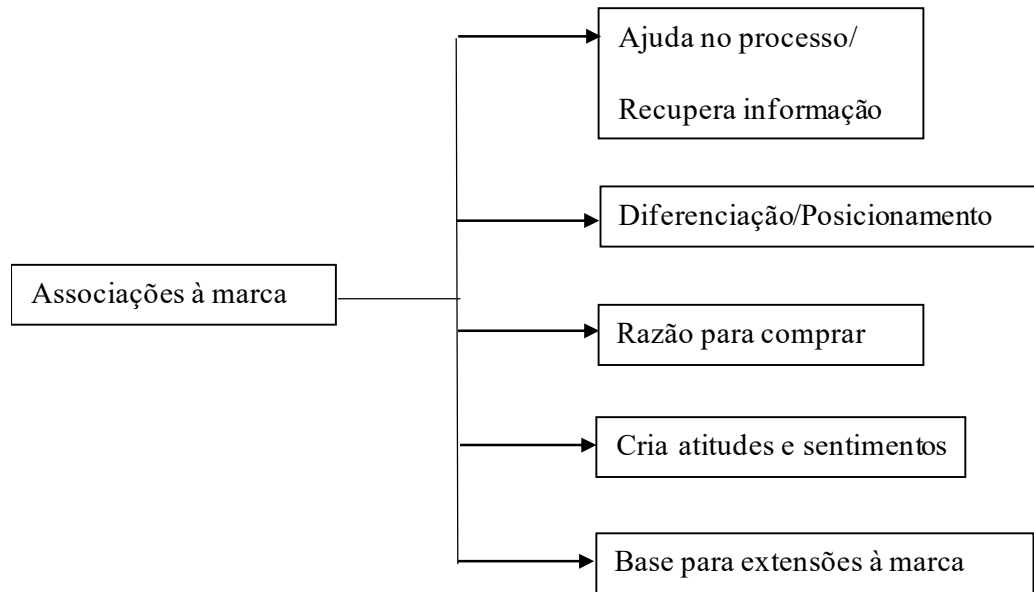 Ajuda no processo/
Recupera informação
Diferenciação/Posicionamento
Associações à marca
Razão para comprar
Cria atitudes e sentimentos
Base para extensões à marca